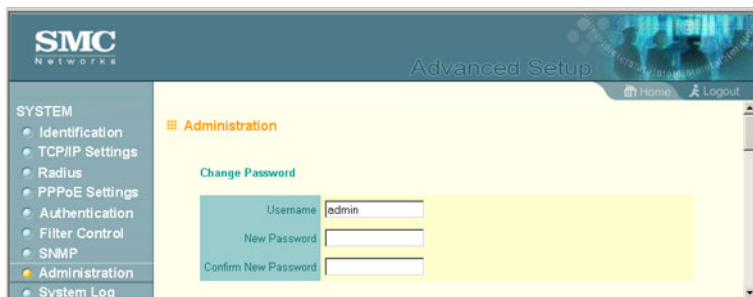 SMC
Networks
Advanced Setup
Home Logout
SYSTEM
Identification
TCP/IP Settings
Radius
PPPoE Settings
Authentication
Filter Control
SNMP
Administration
System Log
Administration
Change Password
Username admin
New Password
Confirm New Password